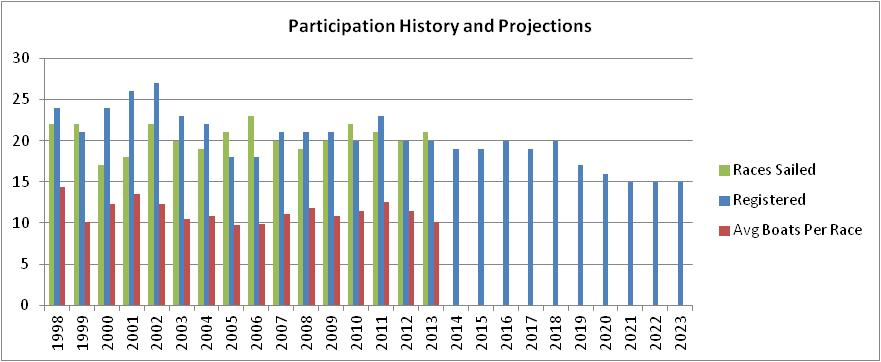 Participation History and Projections
30
25
20
15
10
5
0
1998 1999 2000 2001 2002 2003 2004 2005 2006 2007 2008 2009 2010 2011 2012 2013 2014 2015 2016 2017 2018 2019 2020 2021 2022 2023
Races Sailed
Registered
Avg Boats Per Race